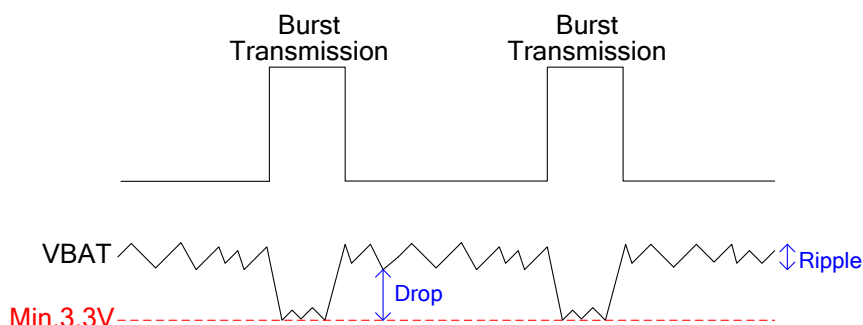 Burst
Transmission
Burst
Transmission
VBAT
Ripple
Drop
Min.3.3V